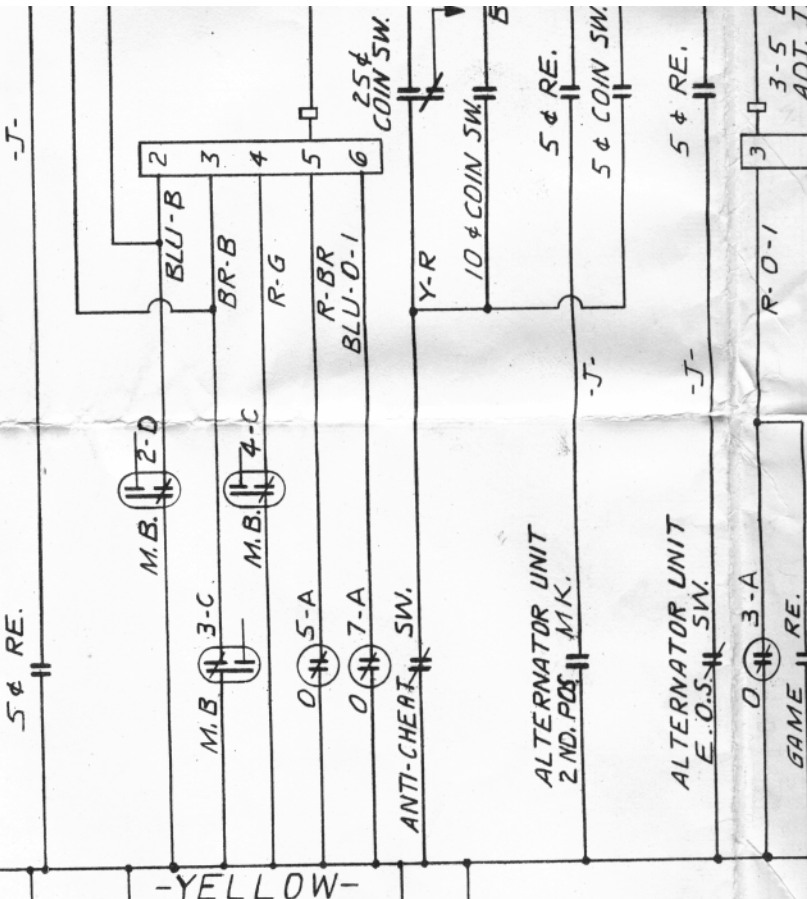 -J-
25¢
COIN SW.
10 ¢ COIN SW.
5 ¢ RE.
5 ¢ COIN SW.
5 ¢ RE.
3-5
2
3
4
5
6
3
BLU-B
BR-B
R-G
R-BR
BLU-O-1
Y-R
R-O-1
-J-
-J-
M.B. 2-D
M.B. 4-C
M.B 3-C
O 5-A
O 7-A
ANTI-CHEAT SW.
ALTERNATOR UNIT
2 ND. POS. MK.
ALTERNATOR UNIT
E.O.S. SW.
O 3-A
GAME RE.
5 ¢ RE.
-YELLOW-